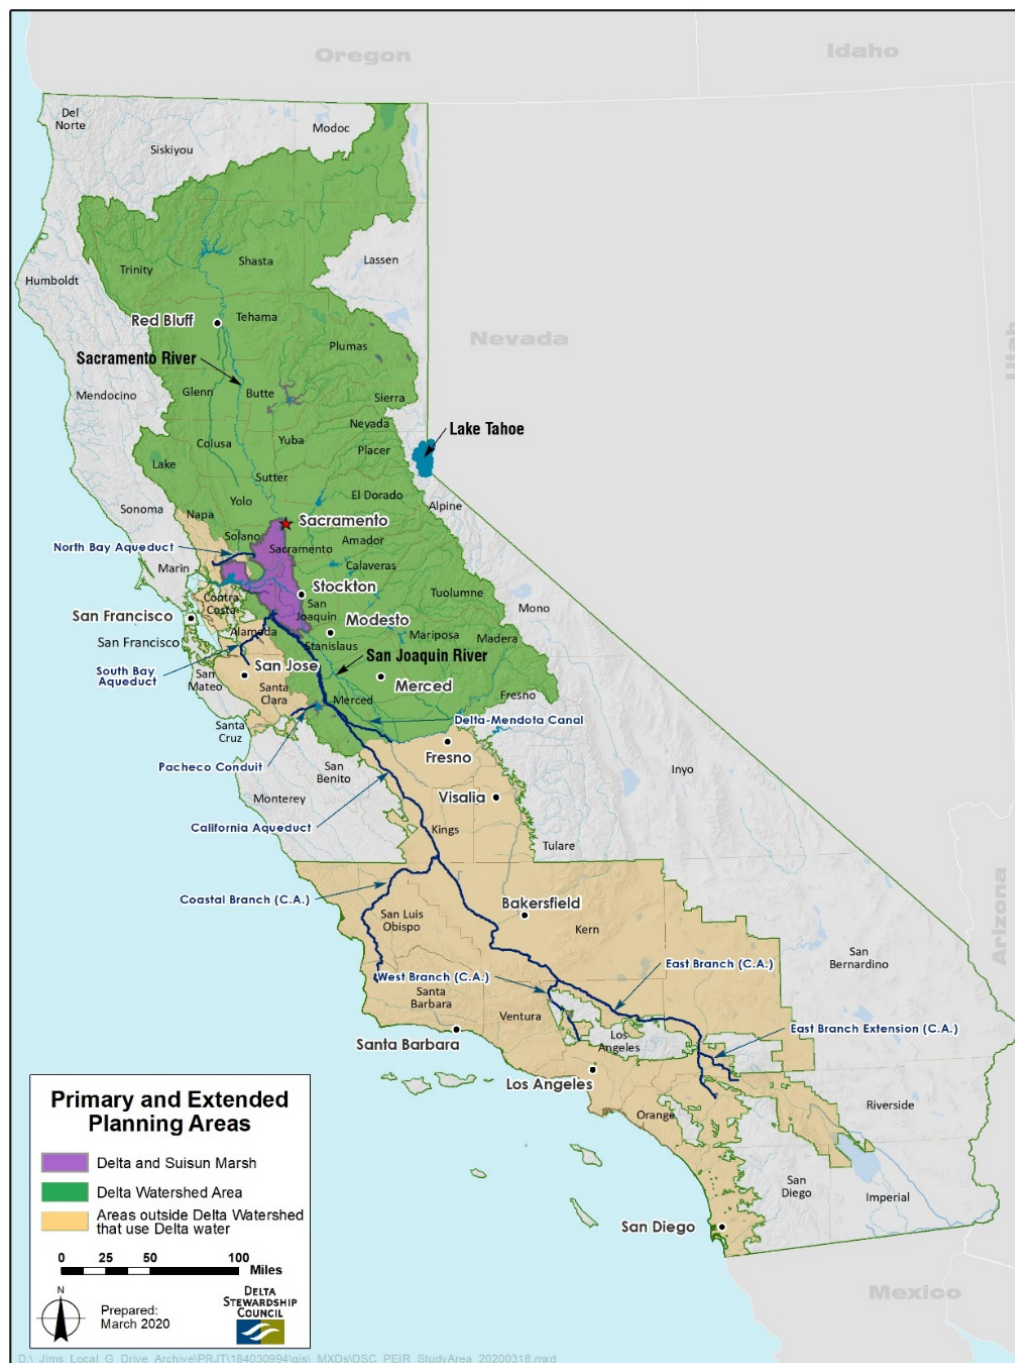 Oregon
Idaho
Del
Norte
Modoc
Siskiyou
Trinity
Shasta
Lassen
Humboldt
Red Bluff
Tehama
Nevada
Utah
Plumas
Sacramento River
Mendocino
Glenn
Butte
Sierra
Nevada
Lake Tahoe
Colusa
Yuba
Placer
Lake
Sutter
El Dorado
Yolo
Alpine
Sonoma
Napa
Sacramento
Solano
Amador
North Bay Aqueduct
Sacramento
Marin
Calaveras
Stockton
Tuolumne
Contra
Costa
San
Joaquin
Mono
San Francisco
Modesto
Alameda
Mariposa
Madera
San Francisco
Stanislaus
San Joaquin River
South Bay
Aqueduct
San Jose
San
Mateo
Santa
Clara
Merced
Merced
Fresno
Santa
Cruz
Delta-Mendota Canal
Pacheco Conduit
San
Benito
Fresno
Inyo
Monterey
Visalia
California Aqueduct
Kings
Tulare
Coastal Branch (C.A.)
Bakersfield
San Luis
Obispo
Kern
Arizona
San
Bernardino
West Branch (C.A.)
East Branch (C.A.)
Santa
Barbara
Ventura
East Branch Extension (C.A.)
Los
Angeles
Santa Barbara
Los Angeles
Orange
Riverside
San
Diego
Imperial
San Diego
Mexico
Primary and Extended
Planning Areas
Delta and Suisun Marsh
Delta Watershed Area
Areas outside Delta Watershed
that use Delta water
0 25 50 100
Miles
N
Prepared:
March 2020
DELTA
STEWARDSHIP
COUNCIL
D:\_Jims_Local_G_Drive_Archive\PRJT\184030994\gis\_MXDs\DSC_PEIR_StudyArea_20200318.mxd